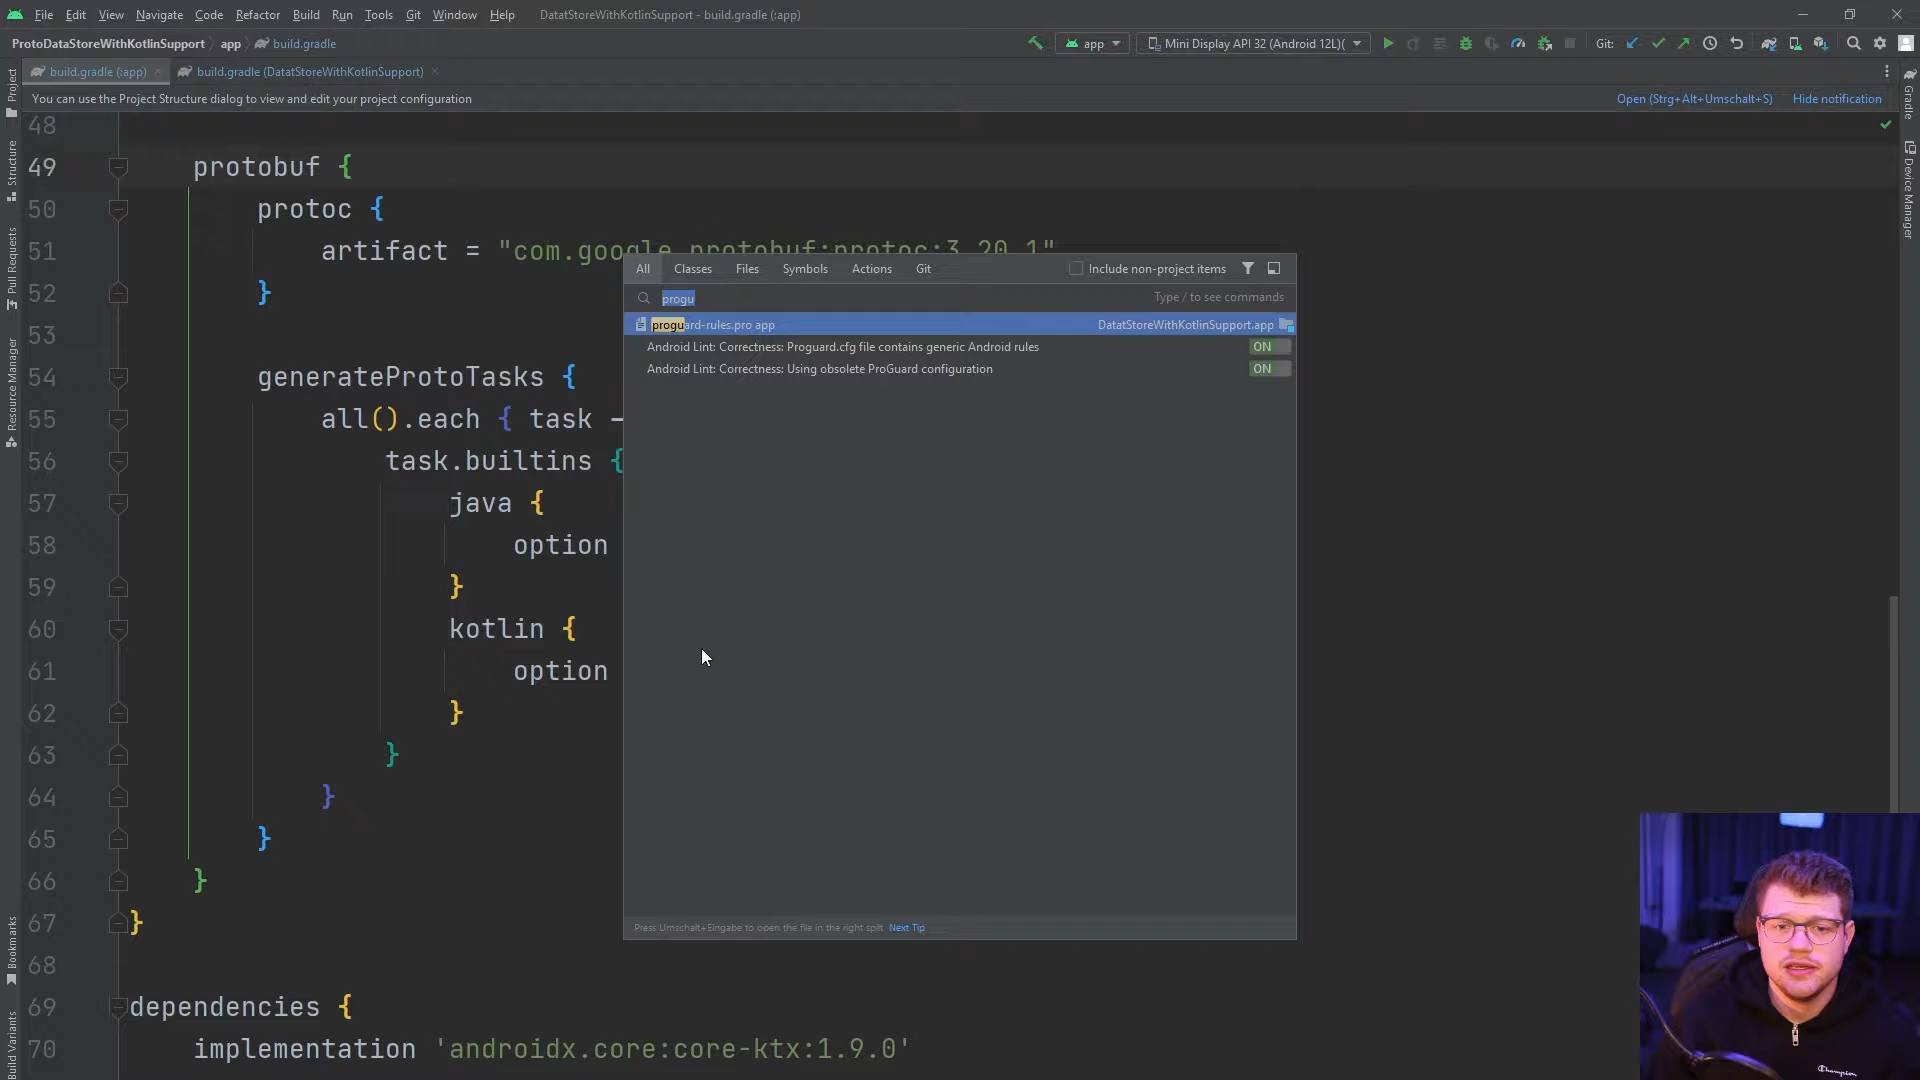 File Edit View Navigate Code Refactor Build Run Tools Git Window Help DatatStoreWithKotlinSupport - build.gradle (:app)
ProtoDataStoreWithKotlinSupport app build.gradle
app Mini Display API 32 (Android 12L)( Git:
build.gradle (:app) build.gradle (DatatStoreWithKotlinSupport)
You can use the Project Structure dialog to view and edit your project configuration Open (Strg+Alt+Umschalt+S) Hide notification
Project
Structure
Pull Requests
Resource Manager
Bookmarks
Build Variants
Gradle
Device Manager
48
49 protobuf {
50 protoc {
51 artifact = "com.google.protobuf:protoc:3.20.1"
52 }
53
54 generateProtoTasks {
55 all().each { task -
56 task.builtins {
57 java {
58 option
59 }
60 kotlin {
61 option
62 }
63 }
64 }
65 }
66 }
67 }
68
69 dependencies {
70 implementation 'androidx.core:core-ktx:1.9.0'
All Classes Files Symbols Actions Git Include non-project items
progu Type / to see commands
proguard-rules.pro app DatatStoreWithKotlinSupport.app
Android Lint: Correctness: Proguard.cfg file contains generic Android rules ON
Android Lint: Correctness: Using obsolete ProGuard configuration ON
Press Umschalt+Eingabe to open the file in the right split Next Tip
Champion